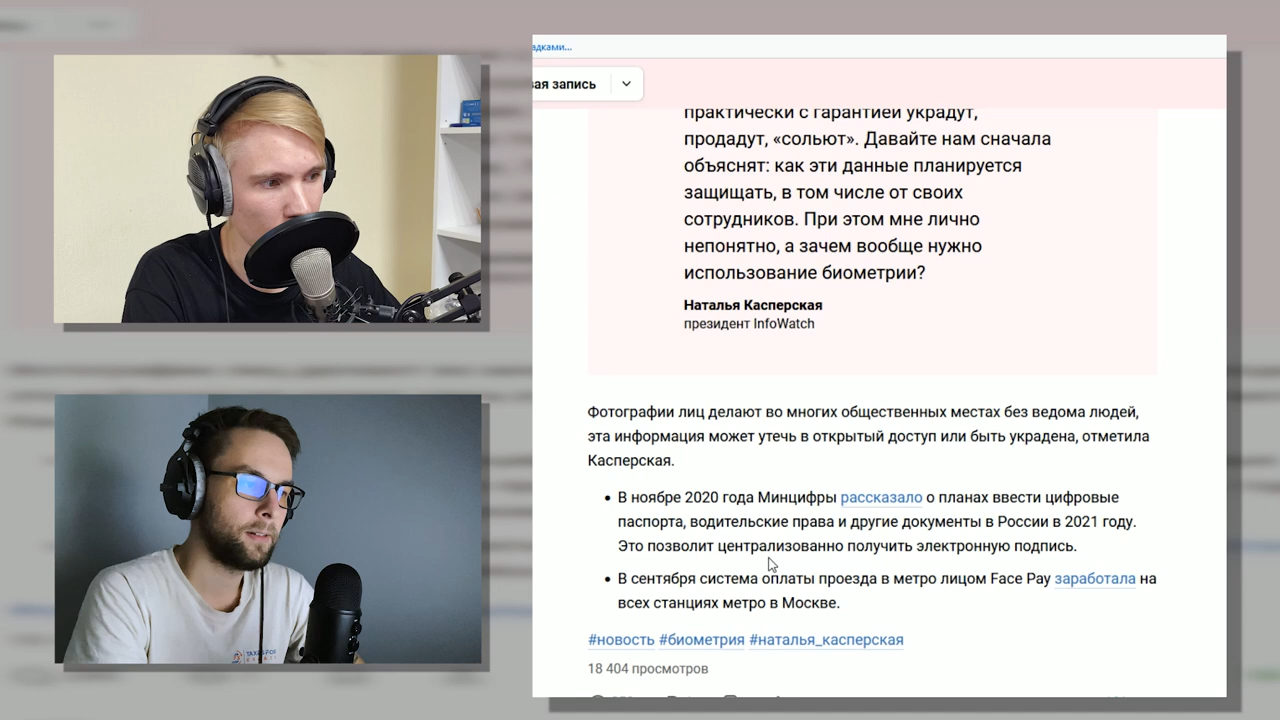 адками...
вая запись
практически с гарантией украдут,
продадут, «сольют». Давайте нам сначала
объяснят: как эти данные планируется
защищать, в том числе от своих
сотрудников. При этом мне лично
непонятно, а зачем вообще нужно
использование биометрии?
Наталья Касперская
президент InfoWatch
Фотографии лиц делают во многих общественных местах без ведома людей,
эта информация может утечь в открытый доступ или быть украдена, отметила
Касперская.
• В ноябре 2020 года Минцифры рассказало о планах ввести цифровые
паспорта, водительские права и другие документы в России в 2021 году.
Это позволит централизованно получить электронную подпись.
• В сентября система оплаты проезда в метро лицом Face Pay заработала на
всех станциях метро в Москве.
#новость #биометрия #наталья_касперская
18 404 просмотров